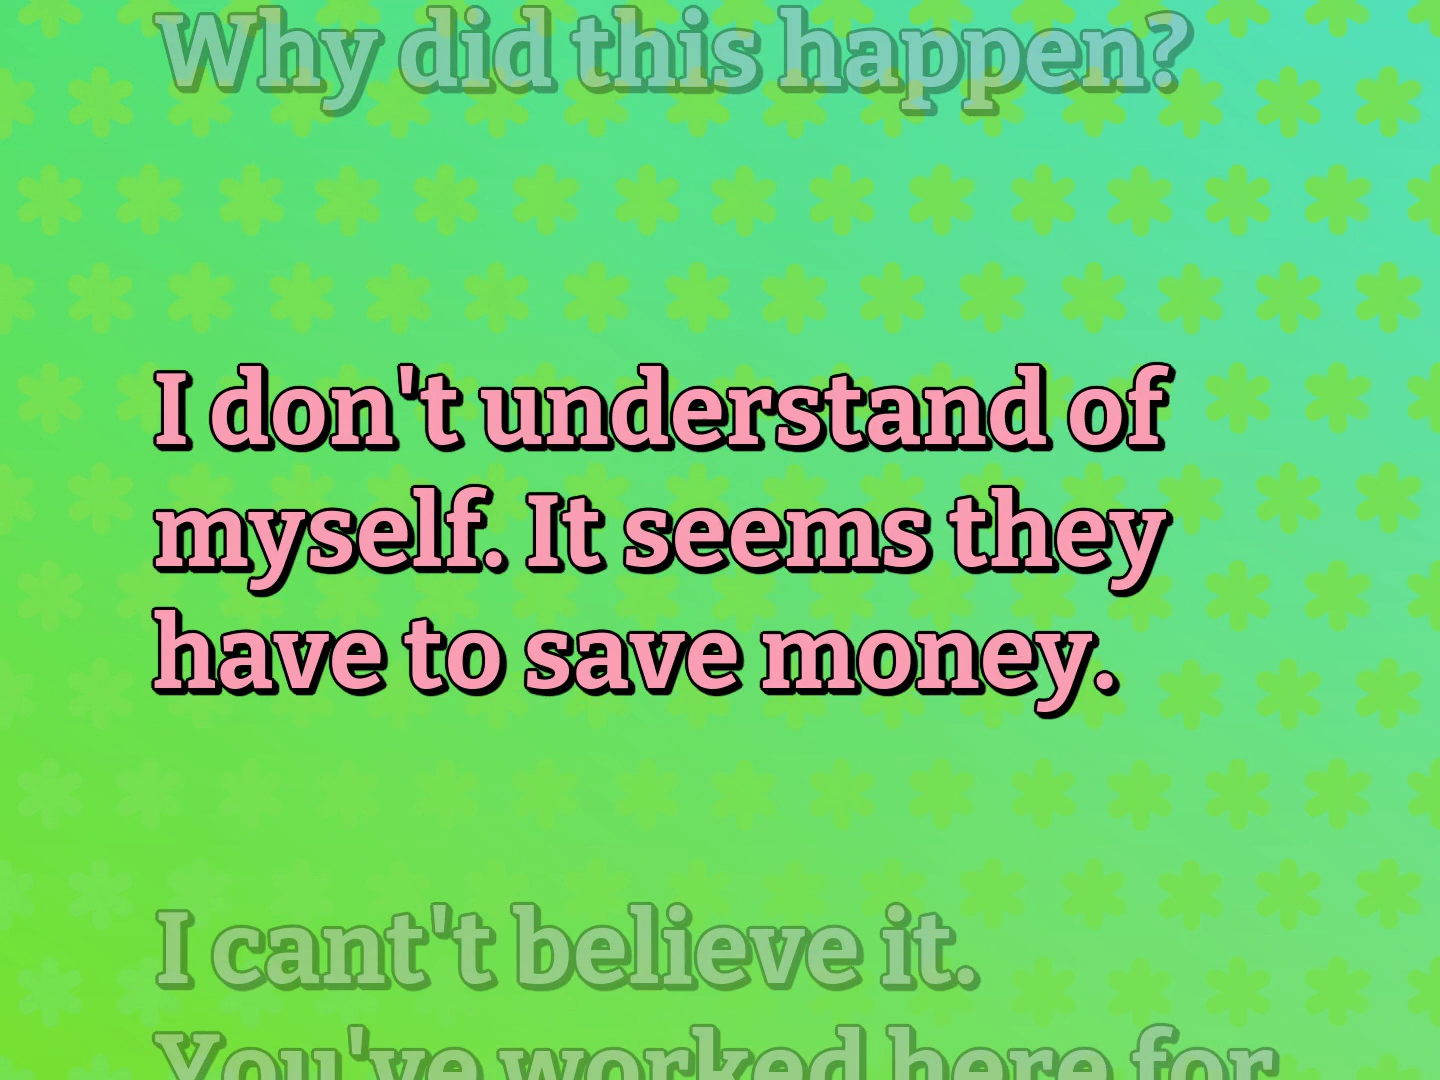 Why did this happen?
I don't understand of
myself. It seems they
have to save money.
I cant't believe it.
You've worked here for